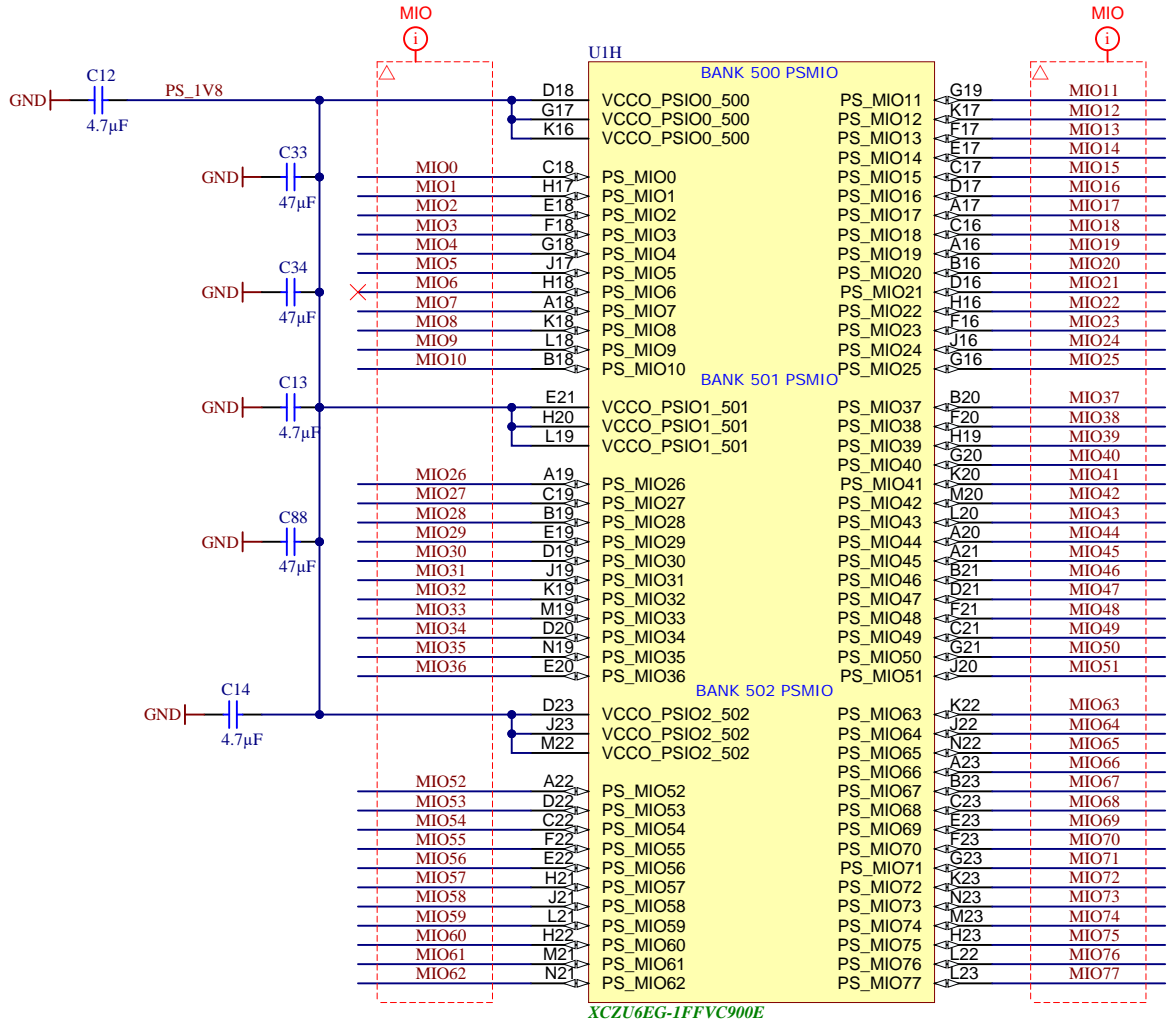 MIO
MIO
i
i
U1H
BANK 500 PSMIO
C12
GND
PS_1V8
4.7µF
D18 VCCO_PSIO0_500 PS_MIO11 G19 MIO11
G17 VCCO_PSIO0_500 PS_MIO12 K17 MIO12
K16 VCCO_PSIO0_500 PS_MIO13 F17 MIO13
PS_MIO14 E17 MIO14
C33
GND
47µF
MIO0 C18 PS_MIO0 PS_MIO15 C17 MIO15
MIO1 H17 PS_MIO1 PS_MIO16 D17 MIO16
MIO2 E18 PS_MIO2 PS_MIO17 A17 MIO17
MIO3 F18 PS_MIO3 PS_MIO18 C16 MIO18
MIO4 G18 PS_MIO4 PS_MIO19 A16 MIO19
MIO5 J17 PS_MIO5 PS_MIO20 B16 MIO20
C34
GND
47µF
MIO6 H18 PS_MIO6 PS_MIO21 D16 MIO21
MIO7 A18 PS_MIO7 PS_MIO22 H16 MIO22
MIO8 K18 PS_MIO8 PS_MIO23 F16 MIO23
MIO9 L18 PS_MIO9 PS_MIO24 J16 MIO24
MIO10 B18 PS_MIO10 PS_MIO25 G16 MIO25
BANK 501 PSMIO
C13
GND
4.7µF
E21 VCCO_PSIO1_501 PS_MIO37 B20 MIO37
H20 VCCO_PSIO1_501 PS_MIO38 F20 MIO38
L19 VCCO_PSIO1_501 PS_MIO39 H19 MIO39
PS_MIO40 G20 MIO40
MIO26 A19 PS_MIO26 PS_MIO41 K20 MIO41
MIO27 C19 PS_MIO27 PS_MIO42 M20 MIO42
MIO28 B19 PS_MIO28 PS_MIO43 L20 MIO43
C88
GND
47µF
MIO29 E19 PS_MIO29 PS_MIO44 A20 MIO44
MIO30 D19 PS_MIO30 PS_MIO45 A21 MIO45
MIO31 J19 PS_MIO31 PS_MIO46 B21 MIO46
MIO32 K19 PS_MIO32 PS_MIO47 D21 MIO47
MIO33 M19 PS_MIO33 PS_MIO48 F21 MIO48
MIO34 D20 PS_MIO34 PS_MIO49 C21 MIO49
MIO35 N19 PS_MIO35 PS_MIO50 G21 MIO50
MIO36 E20 PS_MIO36 PS_MIO51 J20 MIO51
BANK 502 PSMIO
C14
GND
4.7µF
D23 VCCO_PSIO2_502 PS_MIO63 K22 MIO63
J23 VCCO_PSIO2_502 PS_MIO64 J22 MIO64
M22 VCCO_PSIO2_502 PS_MIO65 N22 MIO65
PS_MIO66 A23 MIO66
MIO52 A22 PS_MIO52 PS_MIO67 B23 MIO67
MIO53 D22 PS_MIO53 PS_MIO68 C23 MIO68
MIO54 C22 PS_MIO54 PS_MIO69 E23 MIO69
MIO55 F22 PS_MIO55 PS_MIO70 F23 MIO70
MIO56 E22 PS_MIO56 PS_MIO71 G23 MIO71
MIO57 H21 PS_MIO57 PS_MIO72 K23 MIO72
MIO58 J21 PS_MIO58 PS_MIO73 N23 MIO73
MIO59 L21 PS_MIO59 PS_MIO74 M23 MIO74
MIO60 H22 PS_MIO60 PS_MIO75 H23 MIO75
MIO61 M21 PS_MIO61 PS_MIO76 L22 MIO76
MIO62 N21 PS_MIO62 PS_MIO77 L23 MIO77
XCZU6EG-1FFVC900E